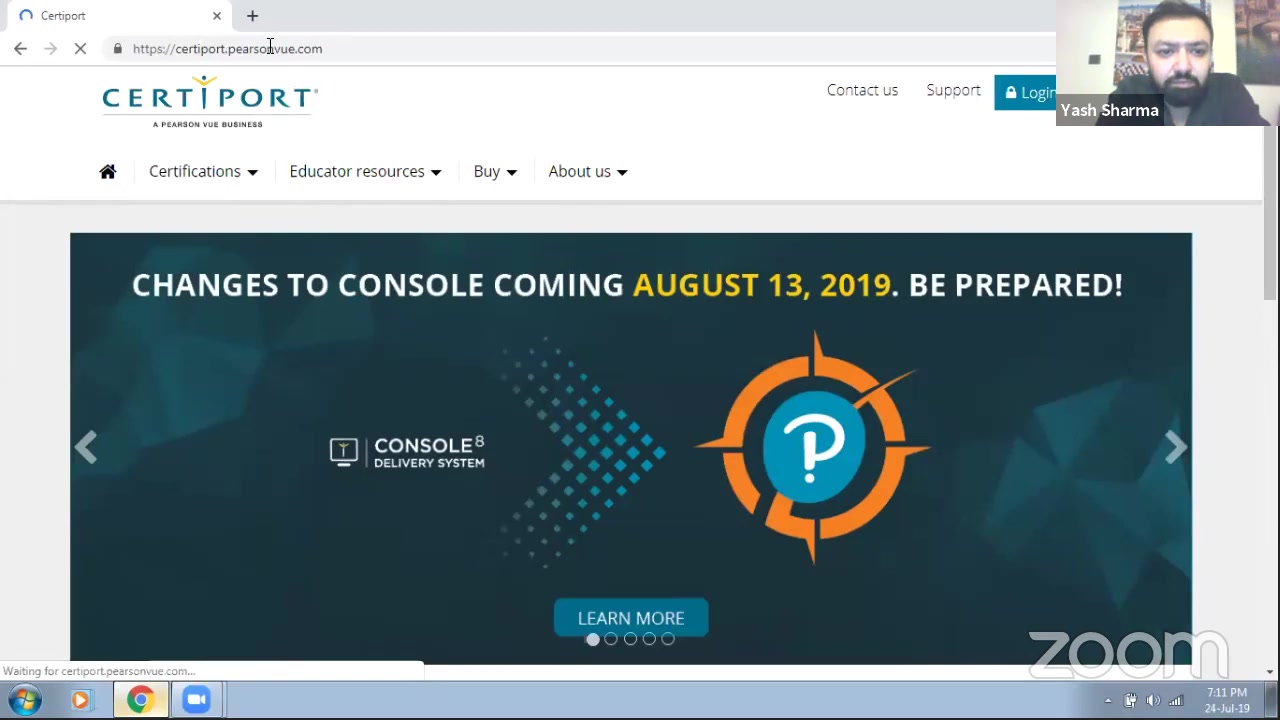 Certiport
https://certiport.pearsonvue.com
CERTIPORT®
A PEARSON VUE BUSINESS
Contact us
Support
Login
Yash Sharma
Certifications
Educator resources
Buy
About us
CHANGES TO CONSOLE COMING AUGUST 13, 2019. BE PREPARED!
CONSOLE8
DELIVERY SYSTEM
LEARN MORE
zoom
Waiting for certiport.pearsonvue.com...
7:11 PM
24-Jul-19